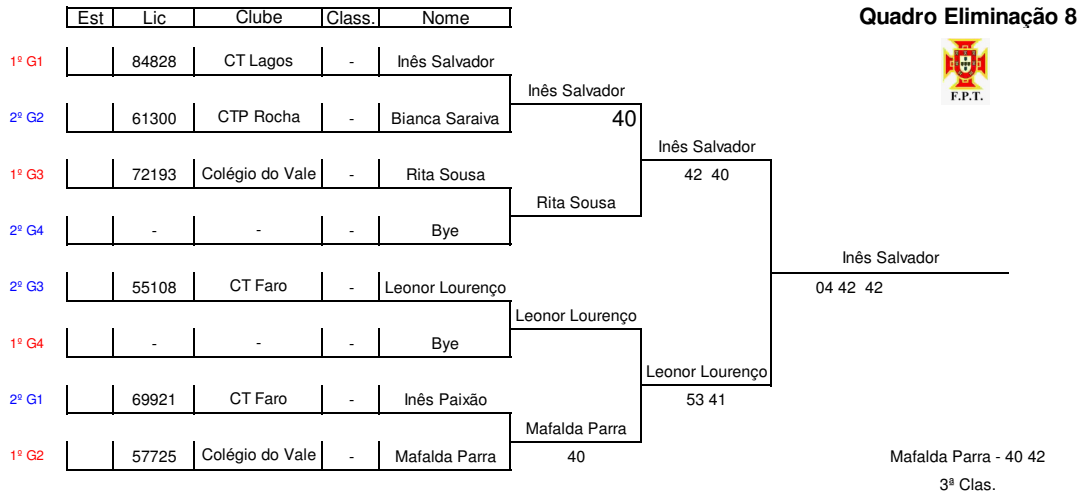 Est Lic Clube Class. Nome Quadro Eliminação 8
F.P.T.
1º G1 84828 CT Lagos - Inês Salvador
Inês Salvador
2º G2 61300 CTP Rocha - Bianca Saraiva 40
Inês Salvador
1º G3 72193 Colégio do Vale - Rita Sousa 42 40
Rita Sousa
2º G4 - - - Bye
Inês Salvador
2º G3 55108 CT Faro - Leonor Lourenço 04 42 42
Leonor Lourenço
1º G4 - - - Bye
Leonor Lourenço
2º G1 69921 CT Faro - Inês Paixão 53 41
Mafalda Parra
1º G2 57725 Colégio do Vale - Mafalda Parra 40 Mafalda Parra - 40 42
3ª Clas.